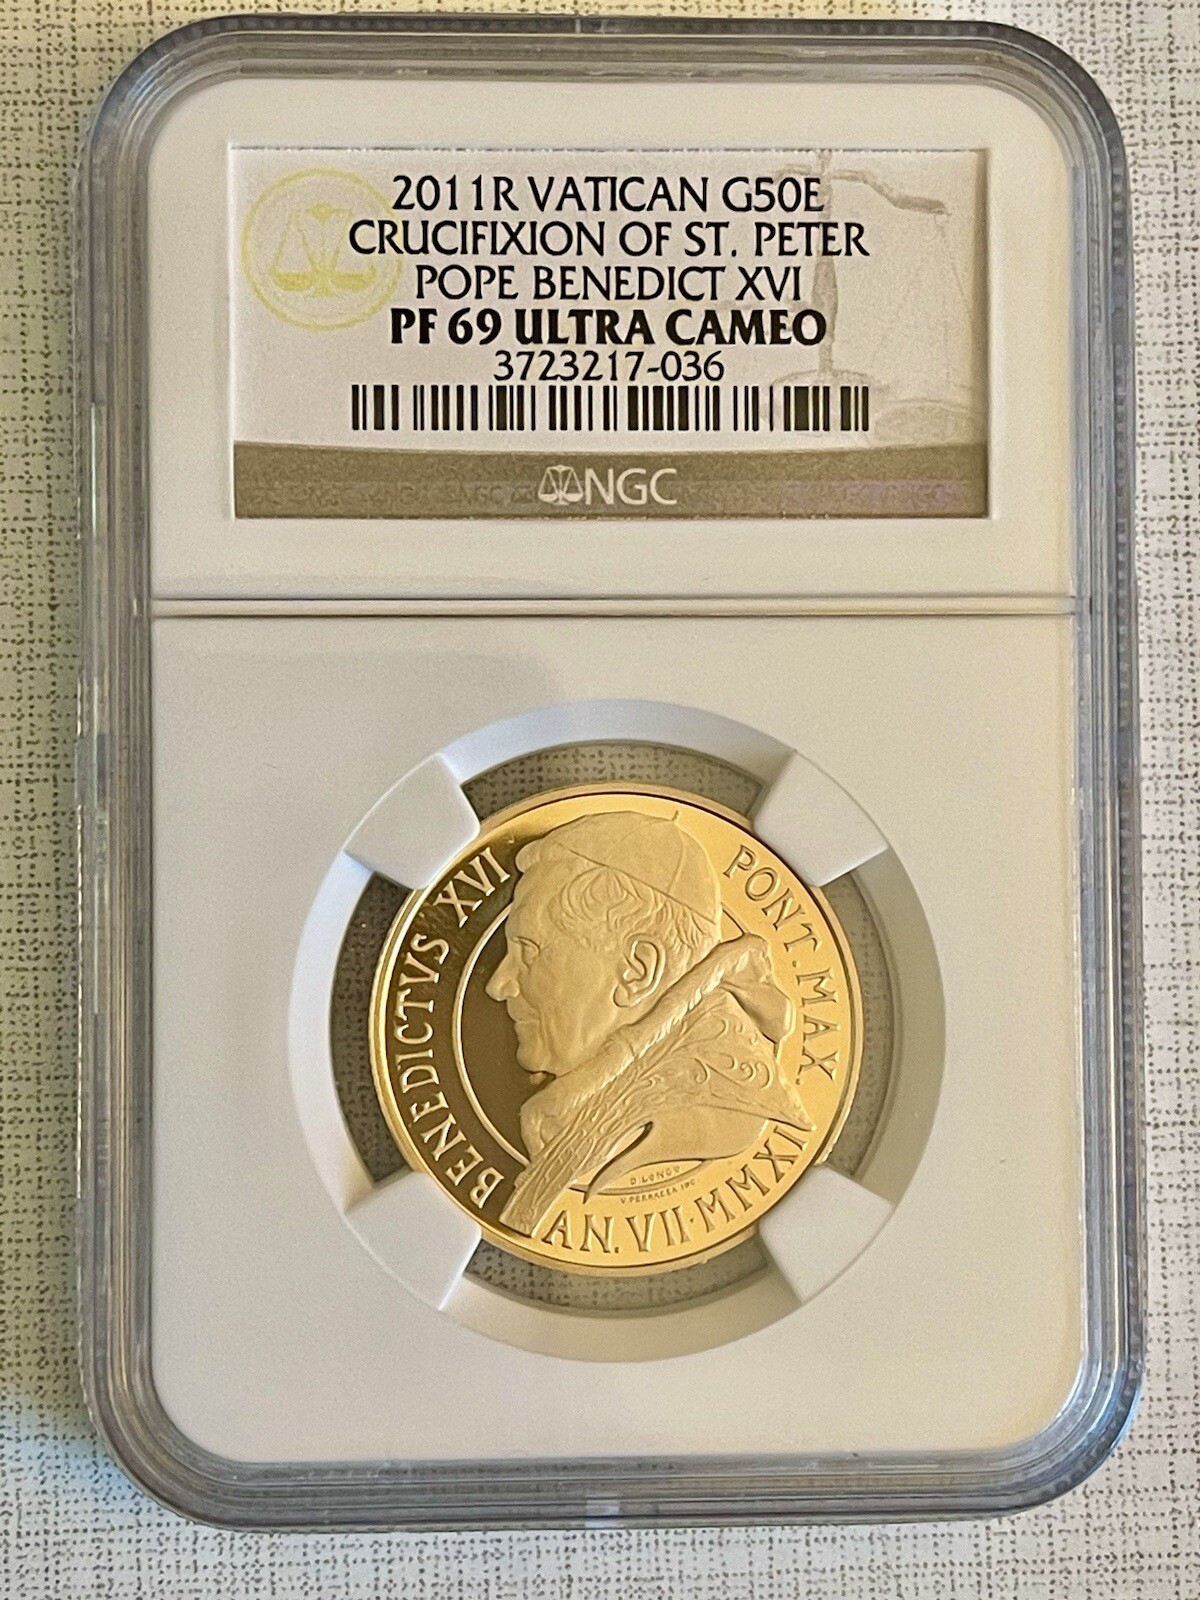 2011R VATICAN G50E
CRUCIFIXION OF ST. PETER
POPE BENEDICT XVI
PF 69 ULTRA CAMEO
3723217-036
NGC
BENEDICTVS XVI
PONT. MAX.
D LONGO
AN. VII · MMXI